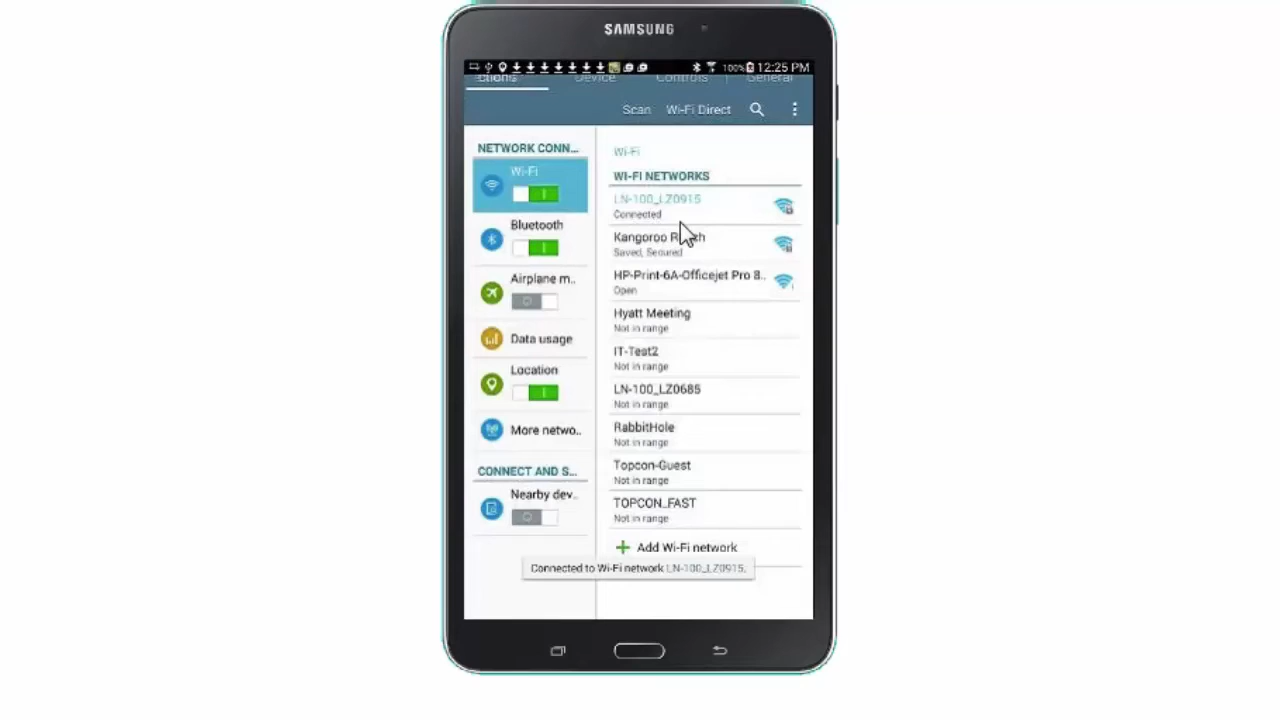 SAMSUNG
100% 12:25 PM
ctions Device Controls General
Scan Wi-Fi Direct
NETWORK CONN...
Wi-Fi
Bluetooth
Airplane m..
Data usage
Location
More netwo..
CONNECT AND S...
Nearby dev..
Wi-Fi
WI-FI NETWORKS
LN-100_LZ0915
Connected
Kangoroo
Saved, Secured
HP-Print-6A-Officejet Pro 8..
Open
Hyatt Meeting
Not in range
IT-Test2
Not in range
LN-100_LZ0685
Not in range
RabbitHole
Not in range
Topcon-Guest
Not in range
TOPCON_FAST
Not in range
Add Wi-Fi network
Connected to Wi-Fi network LN-100_LZ0915.